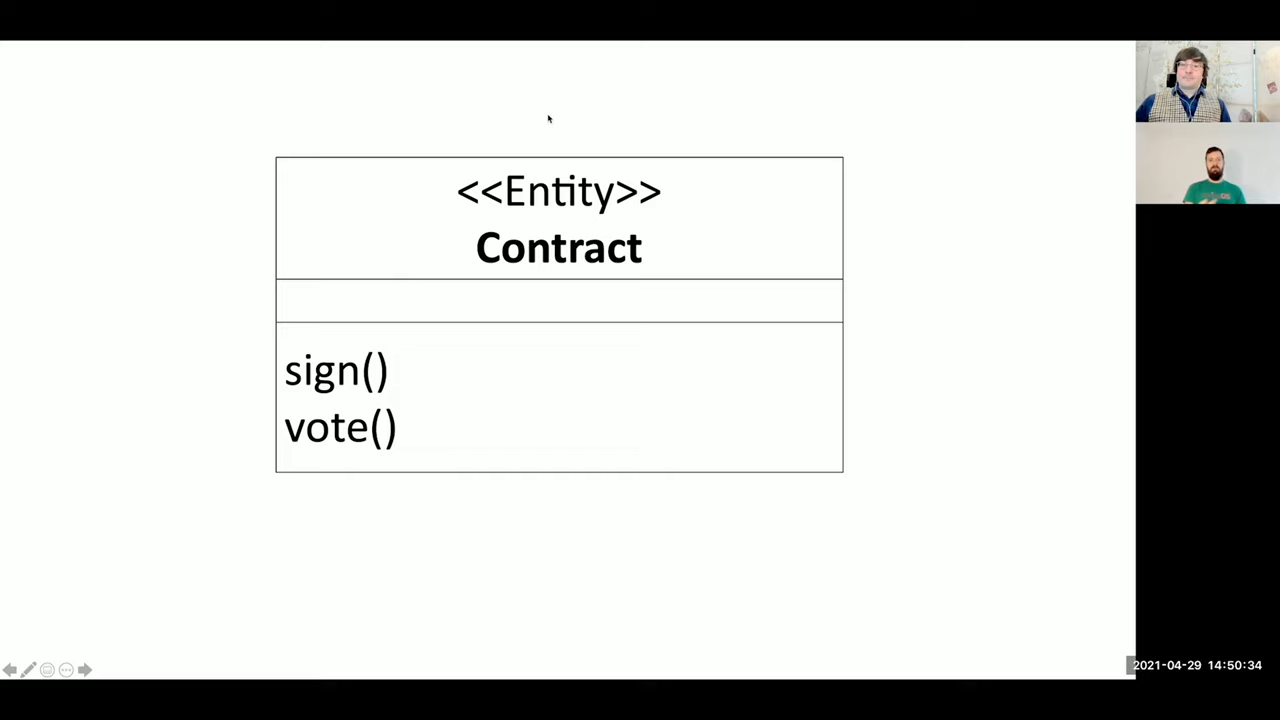 <<Entity>>
Contract
sign()
vote()
2021-04-29 14:50:34